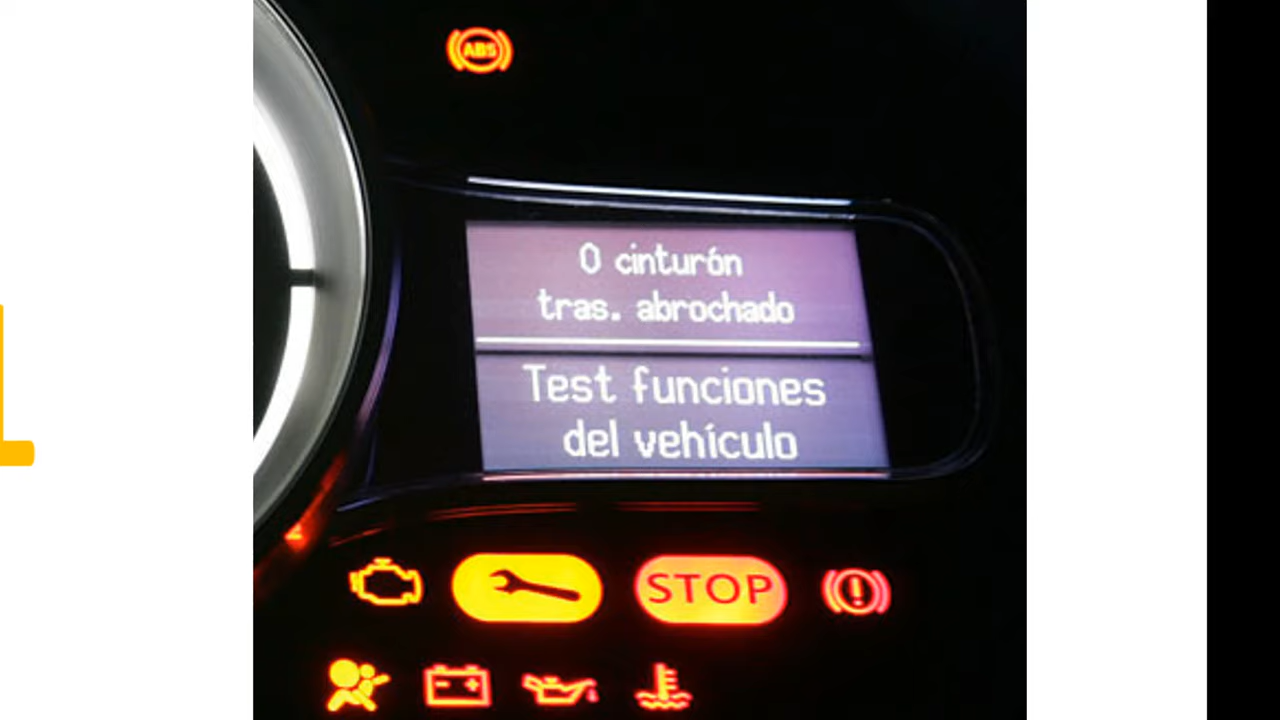 ABS
0 cinturón
tras. abrochado
Test funciones
del vehículo
STOP